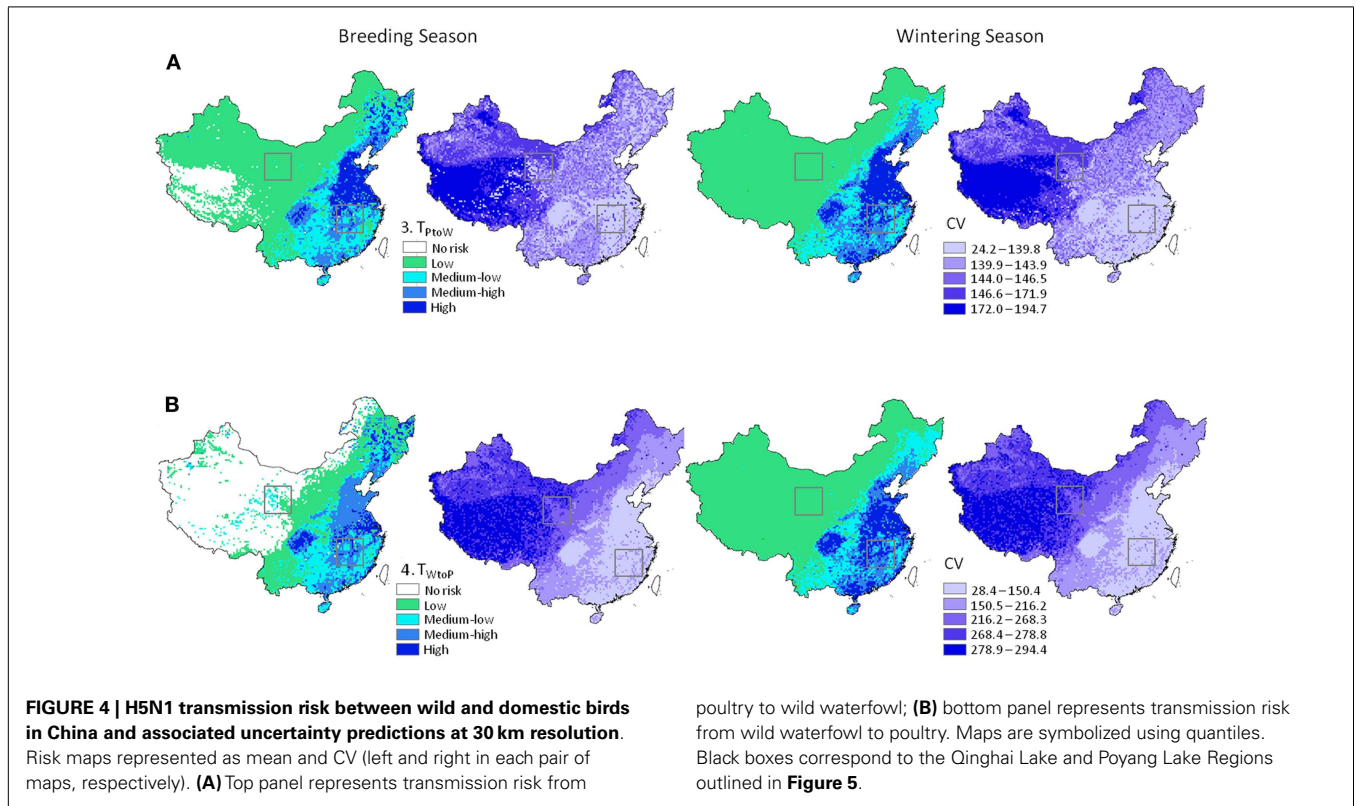 Breeding Season
Wintering Season
A
3. TPtoW
No risk
Low
Medium-low
Medium-high
High
CV
24.2–139.8
139.9–143.9
144.0–146.5
146.6–171.9
172.0–194.7
B
4. TWtoP
No risk
Low
Medium-low
Medium-high
High
CV
28.4–150.4
150.5–216.2
216.2–268.3
268.4–278.8
278.9–294.4
FIGURE 4 | H5N1 transmission risk between wild and domestic birds
in China and associated uncertainty predictions at 30 km resolution.
Risk maps represented as mean and CV (left and right in each pair of
maps, respectively). (A) Top panel represents transmission risk from
poultry to wild waterfowl; (B) bottom panel represents transmission risk
from wild waterfowl to poultry. Maps are symbolized using quantiles.
Black boxes correspond to the Qinghai Lake and Poyang Lake Regions
outlined in Figure 5.